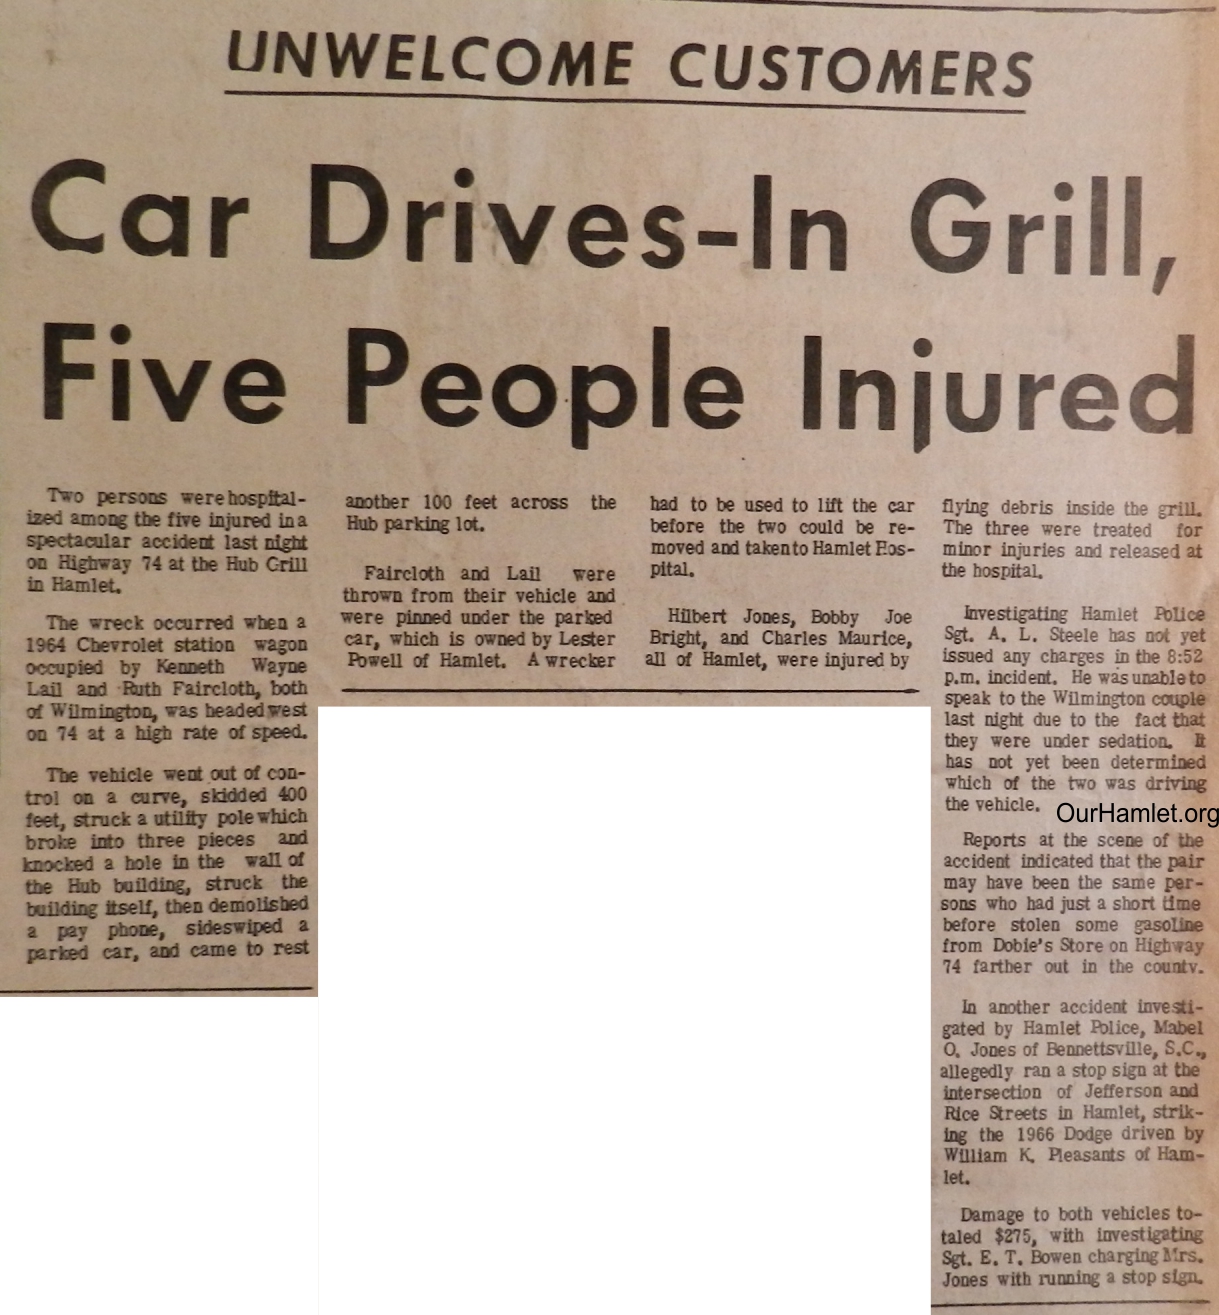 UNWELCOME CUSTOMERS
Car Drives-In Grill,
Five People Injured
Two persons were hospital-
ized among the five injured in a
spectacular accident last night
on Highway 74 at the Hub Grill
in Hamlet.
The wreck occurred when a
1964 Chevrolet station wagon
occupied by Kenneth Wayne
Lail and Ruth Faircloth, both
of Wilmington, was headed west
on 74 at a high rate of speed.
The vehicle went out of con-
trol on a curve, skidded 400
feet, struck a utility pole which
broke into three pieces and
knocked a hole in the wall of
the Hub building, struck the
building itself, then demolished
a pay phone, sideswiped a
parked car, and came to rest
another 100 feet across the
Hub parking lot.
Faircloth and Lail were
thrown from their vehicle and
were pinned under the parked
car, which is owned by Lester
Powell of Hamlet. A wrecker
had to be used to lift the car
before the two could be re-
moved and taken to Hamlet Hos-
pital.
Hilbert Jones, Bobby Joe
Bright, and Charles Maurice,
all of Hamlet, were injured by
flying debris inside the grill.
The three were treated for
minor injuries and released at
the hospital.
Investigating Hamlet Police
Sgt. A. L. Steele has not yet
issued any charges in the 8:52
p.m. incident. He was unable to
speak to the Wilmington couple
last night due to the fact that
they were under sedation. It
has not yet been determined
which of the two was driving
the vehicle.
OurHamlet.org
Reports at the scene of the
accident indicated that the pair
may have been the same per-
sons who had just a short time
before stolen some gasoline
from Dobie's Store on Highway
74 farther out in the county.
In another accident investi-
gated by Hamlet Police, Mabel
O. Jones of Bennettsville, S.C.,
allegedly ran a stop sign at the
intersection of Jefferson and
Rice Streets in Hamlet, strik-
ing the 1966 Dodge driven by
William K. Pleasants of Ham-
let.
Damage to both vehicles to-
taled $275, with investigating
Sgt. E. T. Bowen charging Mrs.
Jones with running a stop sign.